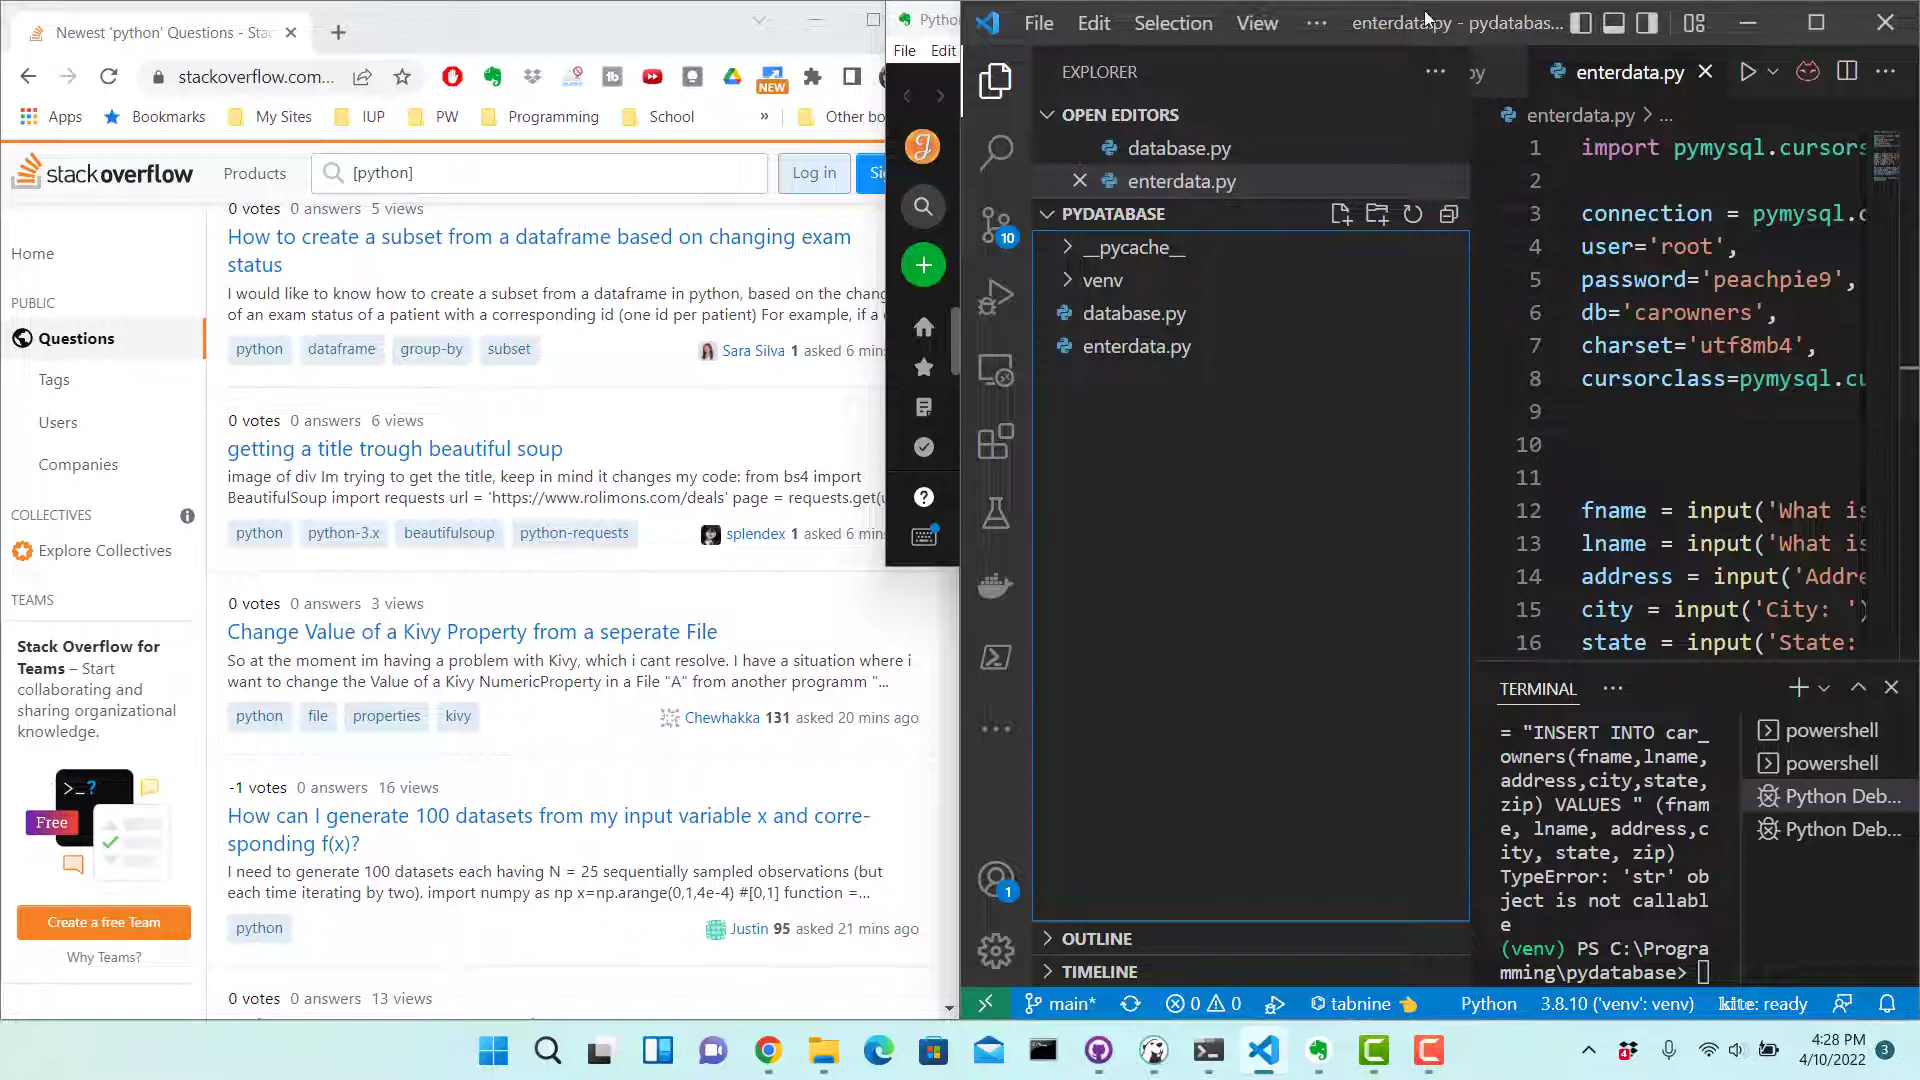 Newest 'python' Questions - Stac
stackoverflow.com...
NEW
Apps
Bookmarks
My Sites
IUP
PW
Programming
School
»
Other bo
stackoverflow
Products
[python]
Log in
Si
Home
PUBLIC
Questions
Tags
Users
Companies
COLLECTIVES
Explore Collectives
TEAMS
Stack Overflow for
Teams – Start
collaborating and
sharing organizational
knowledge.
Free
Create a free Team
Why Teams?
0 votes 0 answers 5 views
How to create a subset from a dataframe based on changing exam
status
I would like to know how to create a subset from a dataframe in python, based on the chang
of an exam status of a patient with a corresponding id (one id per patient) For example, if a
python dataframe group-by subset
Sara Silva 1 asked 6 mins
0 votes 0 answers 6 views
getting a title trough beautiful soup
image of div Im trying to get the title, keep in mind it changes my code: from bs4 import
BeautifulSoup import requests url = 'https://www.rolimons.com/deals' page = requests.get(u
python python-3.x beautifulsoup python-requests
splendex 1 asked 6 mins
0 votes 0 answers 3 views
Change Value of a Kivy Property from a seperate File
So at the moment im having a problem with Kivy, which i cant resolve. I have a situation where i
want to change the Value of a Kivy NumericProperty in a File "A" from another programm "...
python file properties kivy
Chewhakka 131 asked 20 mins ago
-1 votes 0 answers 16 views
How can I generate 100 datasets from my input variable x and corre-
sponding f(x)?
I need to generate 100 datasets each having N = 25 sequentially sampled observations (but
each time iterating by two). import numpy as np x=np.arange(0,1,4e-4) #[0,1] function =...
python
Justin 95 asked 21 mins ago
0 votes 0 answers 13 views
Pytho
File Edit
File Edit Selection View ··· enterdata.py - pydatabas...
EXPLORER
OPEN EDITORS
database.py
enterdata.py
PYDATABASE
__pycache__
venv
database.py
enterdata.py
OUTLINE
TIMELINE
10
1
py
enterdata.py
enterdata.py > ...
1 import pymysql.cursors
2
3 connection = pymysql.c
4 user='root',
5 password='peachpie9',
6 db='carowners',
7 charset='utf8mb4',
8 cursorclass=pymysql.cu
9
10
11
12 fname = input('What is
13 lname = input('What is
14 address = input('Addre
15 city = input('City: ')
16 state = input('State:
TERMINAL
= "INSERT INTO car_
owners(fname,lname,
address,city,state,
zip) VALUES " (fnam
e, lname, address,c
ity, state, zip)
TypeError: 'str' ob
ject is not callabl
e
(venv) PS C:\Progra
mming\pydatabase>
powershell
powershell
Python Deb...
Python Deb...
main* 0 0 tabnine Python 3.8.10 ('venv': venv) kite: ready
4
4:28 PM
4/10/2022
3